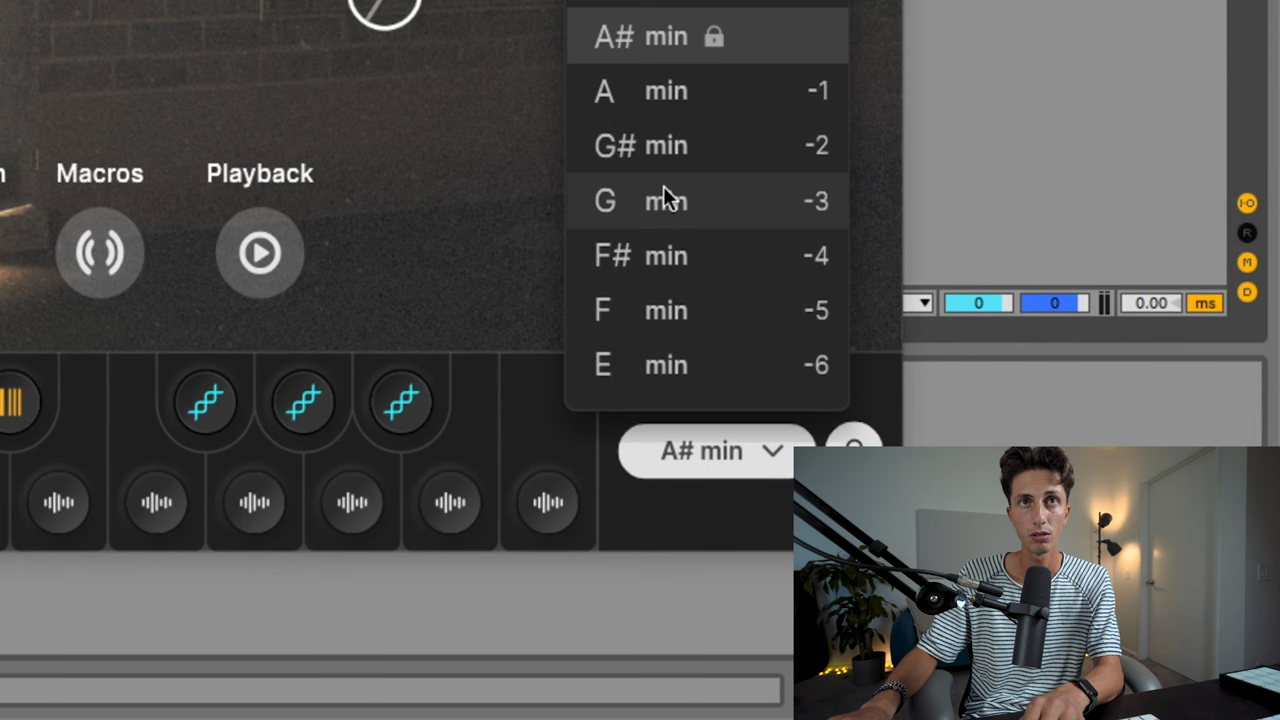 A# min
A min -1
G# min -2
Macros Playback
G min -3
F# min -4
F min -5
E min -6
I·O
R
M
D
0 0 0.00 ms
A# min